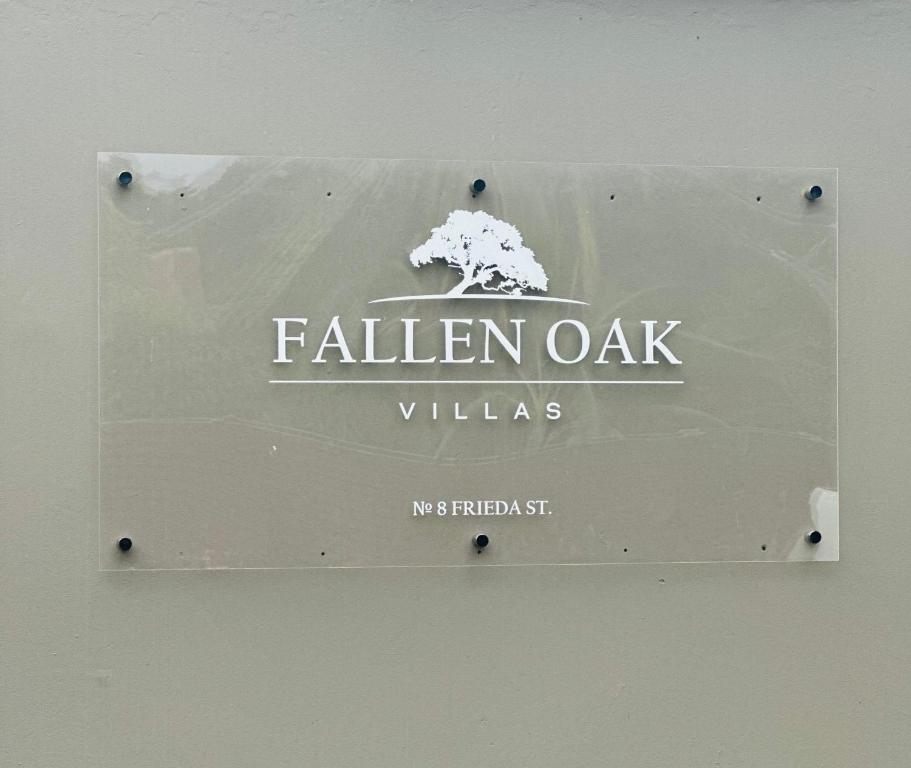 FALLEN OAK
VILLAS
№ 8 FRIEDA ST.